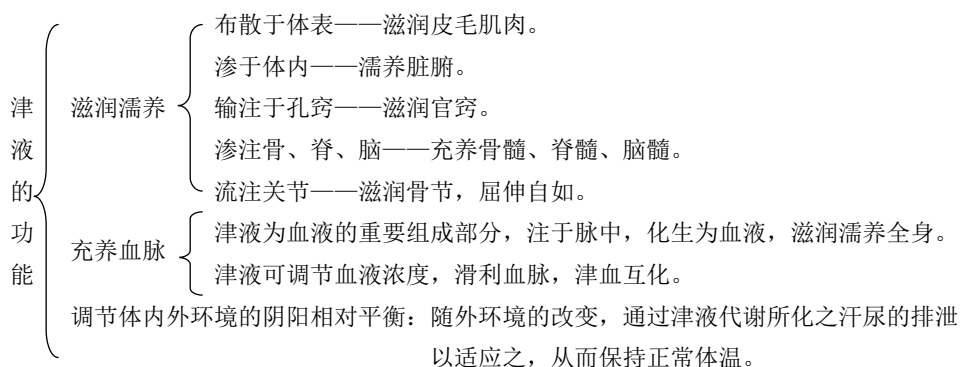 津液的功能
滋润濡养
布散于体表——滋润皮毛肌肉。
渗于体内——濡养脏腑。
输注于孔窍——滋润官窍。
渗注骨、脊、脑——充养骨髓、脊髓、脑髓。
流注关节——滋润骨节，屈伸自如。
充养血脉
津液为血液的重要组成部分，注于脉中，化生为血液，滋润濡养全身。
津液可调节血液浓度，滑利血脉，津血互化。
调节体内外环境的阴阳相对平衡：随外环境的改变，通过津液代谢所化之汗尿的排泄
以适应之，从而保持正常体温。